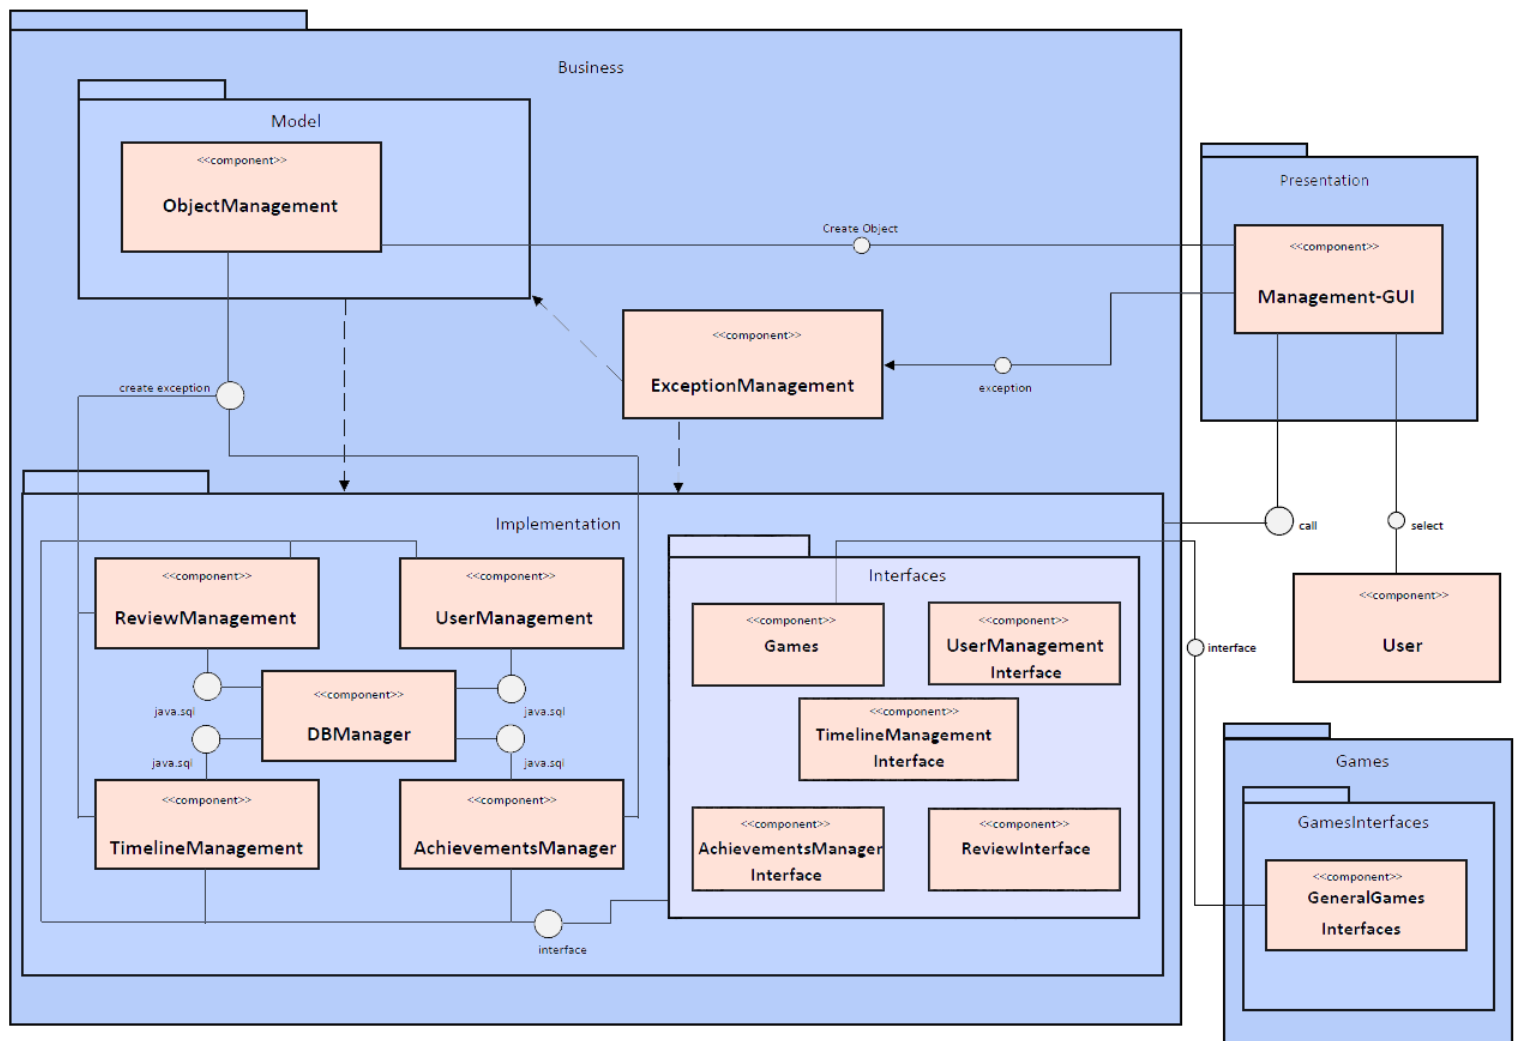 Business
Model
<<component>>
ObjectManagement
Create Object
Presentation
<<component>>
Management-GUI
<<component>>
ExceptionManagement
exception
create exception
call
select
<<component>>
User
Implementation
<<component>>
ReviewManagement
<<component>>
UserManagement
java.sql
java.sql
<<component>>
DBManager
java.sql
java.sql
<<component>>
TimelineManagement
<<component>>
AchievementsManager
interface
Interfaces
<<component>>
Games
<<component>>
UserManagement
Interface
<<component>>
TimelineManagement
Interface
<<component>>
AchievementsManager
Interface
<<component>>
ReviewInterface
interface
Games
GamesInterfaces
<<component>>
GeneralGames
Interfaces